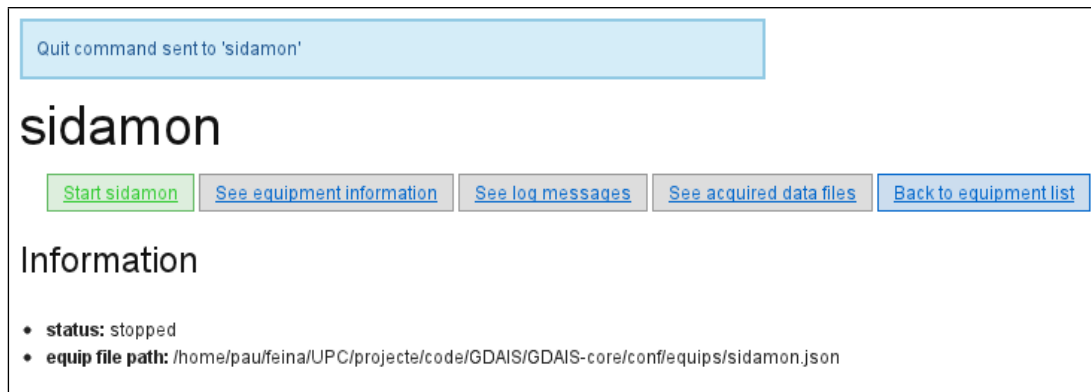 Quit command sent to 'sidamon'
sidamon
Start sidamon See equipment information See log messages See acquired data files Back to equipment list
Information
• status: stopped
• equip file path: /home/pau/feina/UPC/projecte/code/GDAIS/GDAIS-core/conf/equips/sidamon.json